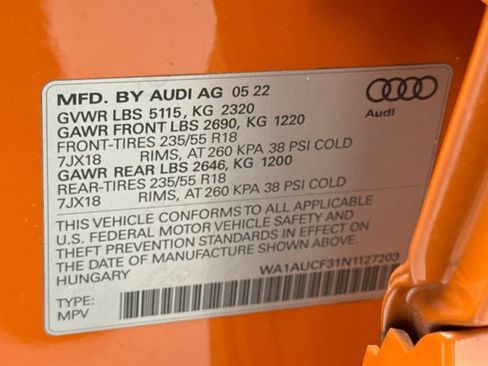 MFD. BY AUDI AG 05 22
GVWR LBS 5115, KG 2320
GAWR FRONT LBS 2690, KG 1220
FRONT-TIRES 235/55 R18
7JX18 RIMS, AT 260 KPA 38 PSI COLD
GAWR REAR LBS 2646, KG 1200
REAR-TIRES 235/55 R18
7JX18 RIMS, AT 260 KPA 38 PSI COLD
THIS VEHICLE CONFORMS TO ALL APPLICABLE
U.S. FEDERAL MOTOR VEHICLE SAFETY AND
THEFT PREVENTION STANDARDS IN EFFECT ON
THE DATE OF MANUFACTURE SHOWN ABOVE.
HUNGARY
WA1AUCF31N1127203
TYPE:
MPV
Audi